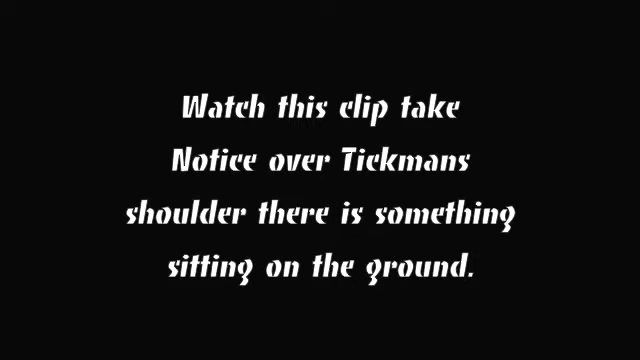 Watch this clip take
Notice over Tickmans
shoulder there is something
sitting on the ground.